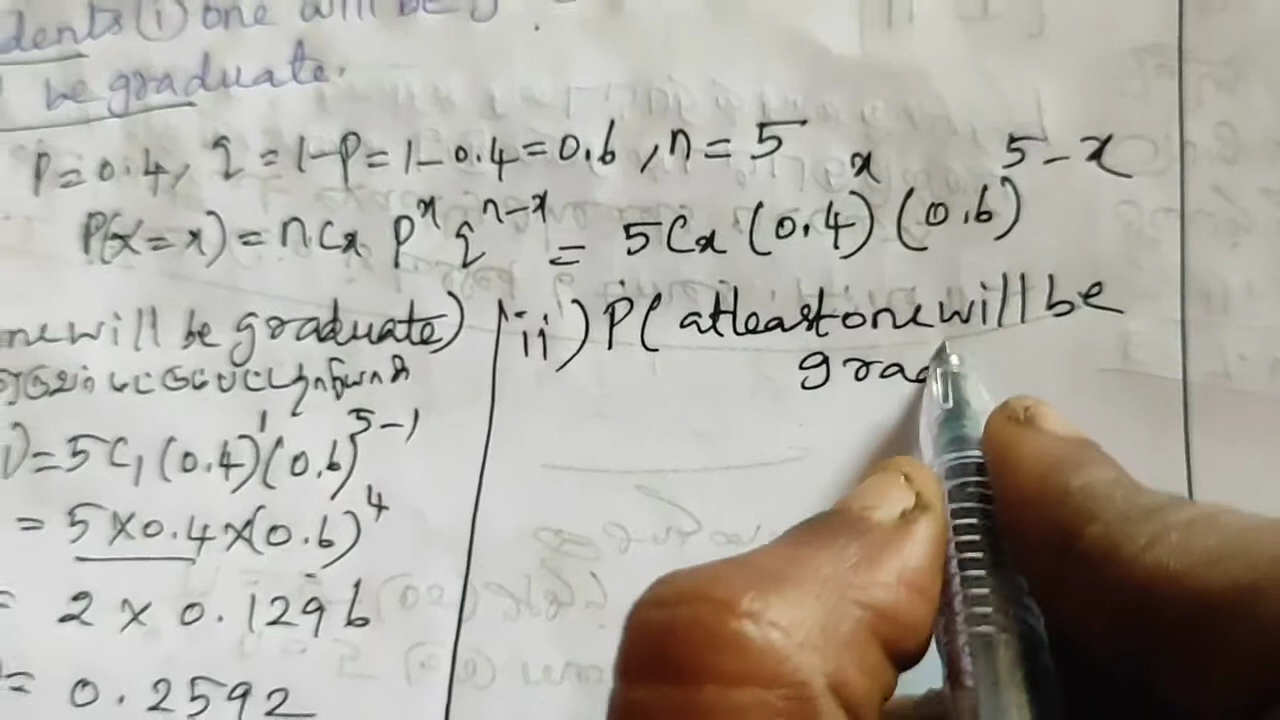 dents (i) one will be
be graduate.
P=0.4, q = 1-P = 1-0.4=0.6, n = 5
P(X=x) = nCx p^x q^n-x = 5Cx (0.4)^x (0.6)^5-x
will be graduate)
ii) P( atleast one will be
grad
= 5C1 (0.4)^1 (0.6)^5-1
= 5×0.4×(0.6)^4
= 2 × 0.1296
= 0.2592